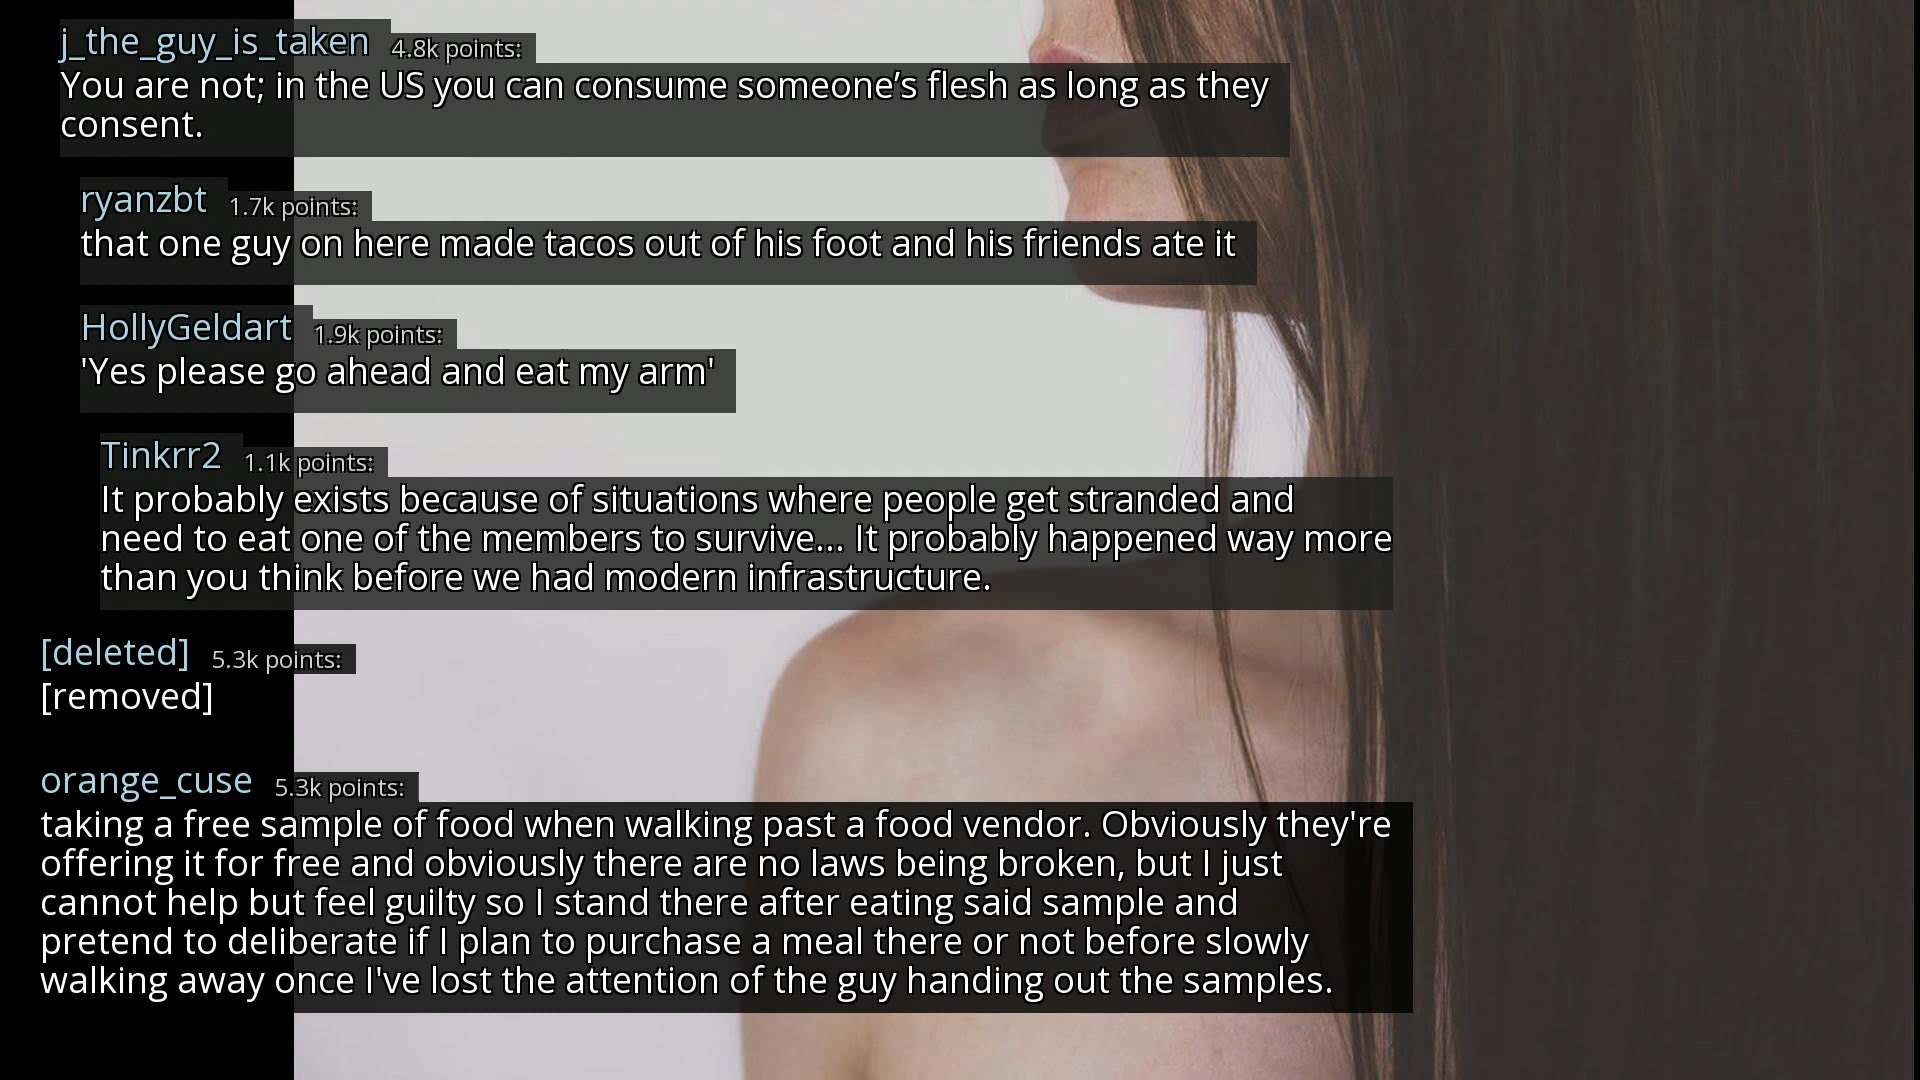 j_the_guy_is_taken 4.8k points:
You are not; in the US you can consume someone’s flesh as long as they
consent.
ryanzbt 1.7k points:
that one guy on here made tacos out of his foot and his friends ate it
HollyGeldart 1.9k points:
'Yes please go ahead and eat my arm'
Tinkrr2 1.1k points:
It probably exists because of situations where people get stranded and
need to eat one of the members to survive... It probably happened way more
than you think before we had modern infrastructure.
[deleted] 5.3k points:
[removed]
orange_cuse 5.3k points:
taking a free sample of food when walking past a food vendor. Obviously they're
offering it for free and obviously there are no laws being broken, but I just
cannot help but feel guilty so I stand there after eating said sample and
pretend to deliberate if I plan to purchase a meal there or not before slowly
walking away once I've lost the attention of the guy handing out the samples.